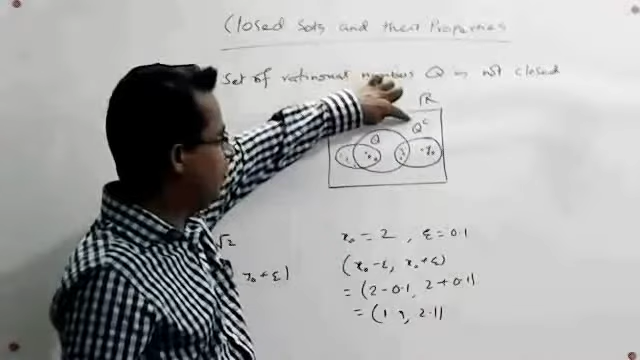 Closed Sets and their Properties
Set of rational numbers Q is not closed
R
Q^c
Q
x₀
y₀
√2
x₀ + ε)
x₀ = 2 , ε = 0.1
(x₀ - ε, x₀ + ε)
= (2 - 0.1, 2 + 0.1)
= (1.9, 2.1)